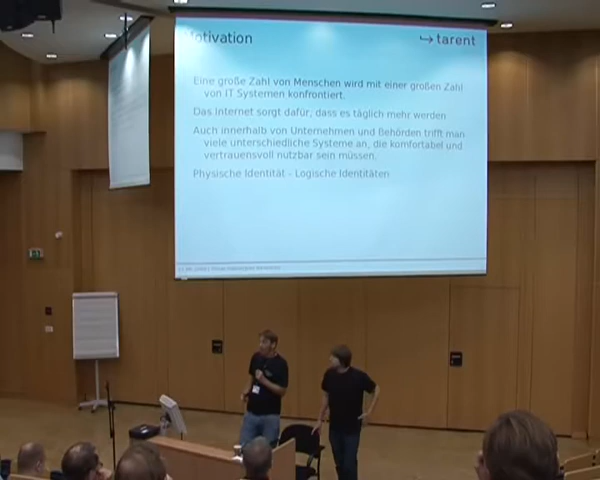 Motivation
tarent
Eine große Zahl von Menschen wird mit einer großen Zahl
von IT Systemen konfrontiert.
Das Internet sorgt dafür, dass es täglich mehr werden
Auch innerhalb von Unternehmen und Behörden trifft man
viele unterschiedliche Systeme an, die komfortabel und
vertrauensvoll nutzbar sein müssen.
Physische Identität - Logische Identitäten